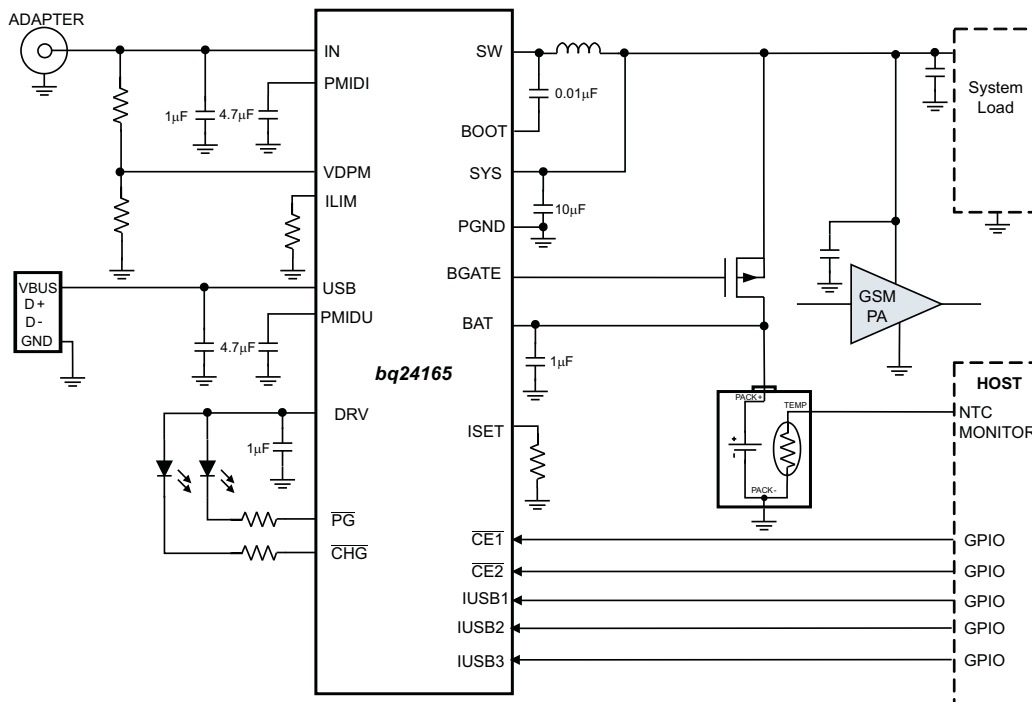 ADAPTER
IN
PMIDI
1µF
4.7µF
VDPM
ILIM
VBUS
D+
D-
GND
USB
PMIDU
4.7µF
bq24165
DRV
1µF
PG
CHG
SW
0.01µF
BOOT
SYS
10µF
PGND
BGATE
BAT
1µF
ISET
PACK+
TEMP
+
-
PACK-
CE1
CE2
IUSB1
IUSB2
IUSB3
System
Load
GSM
PA
HOST
NTC
MONITOR
GPIO
GPIO
GPIO
GPIO
GPIO